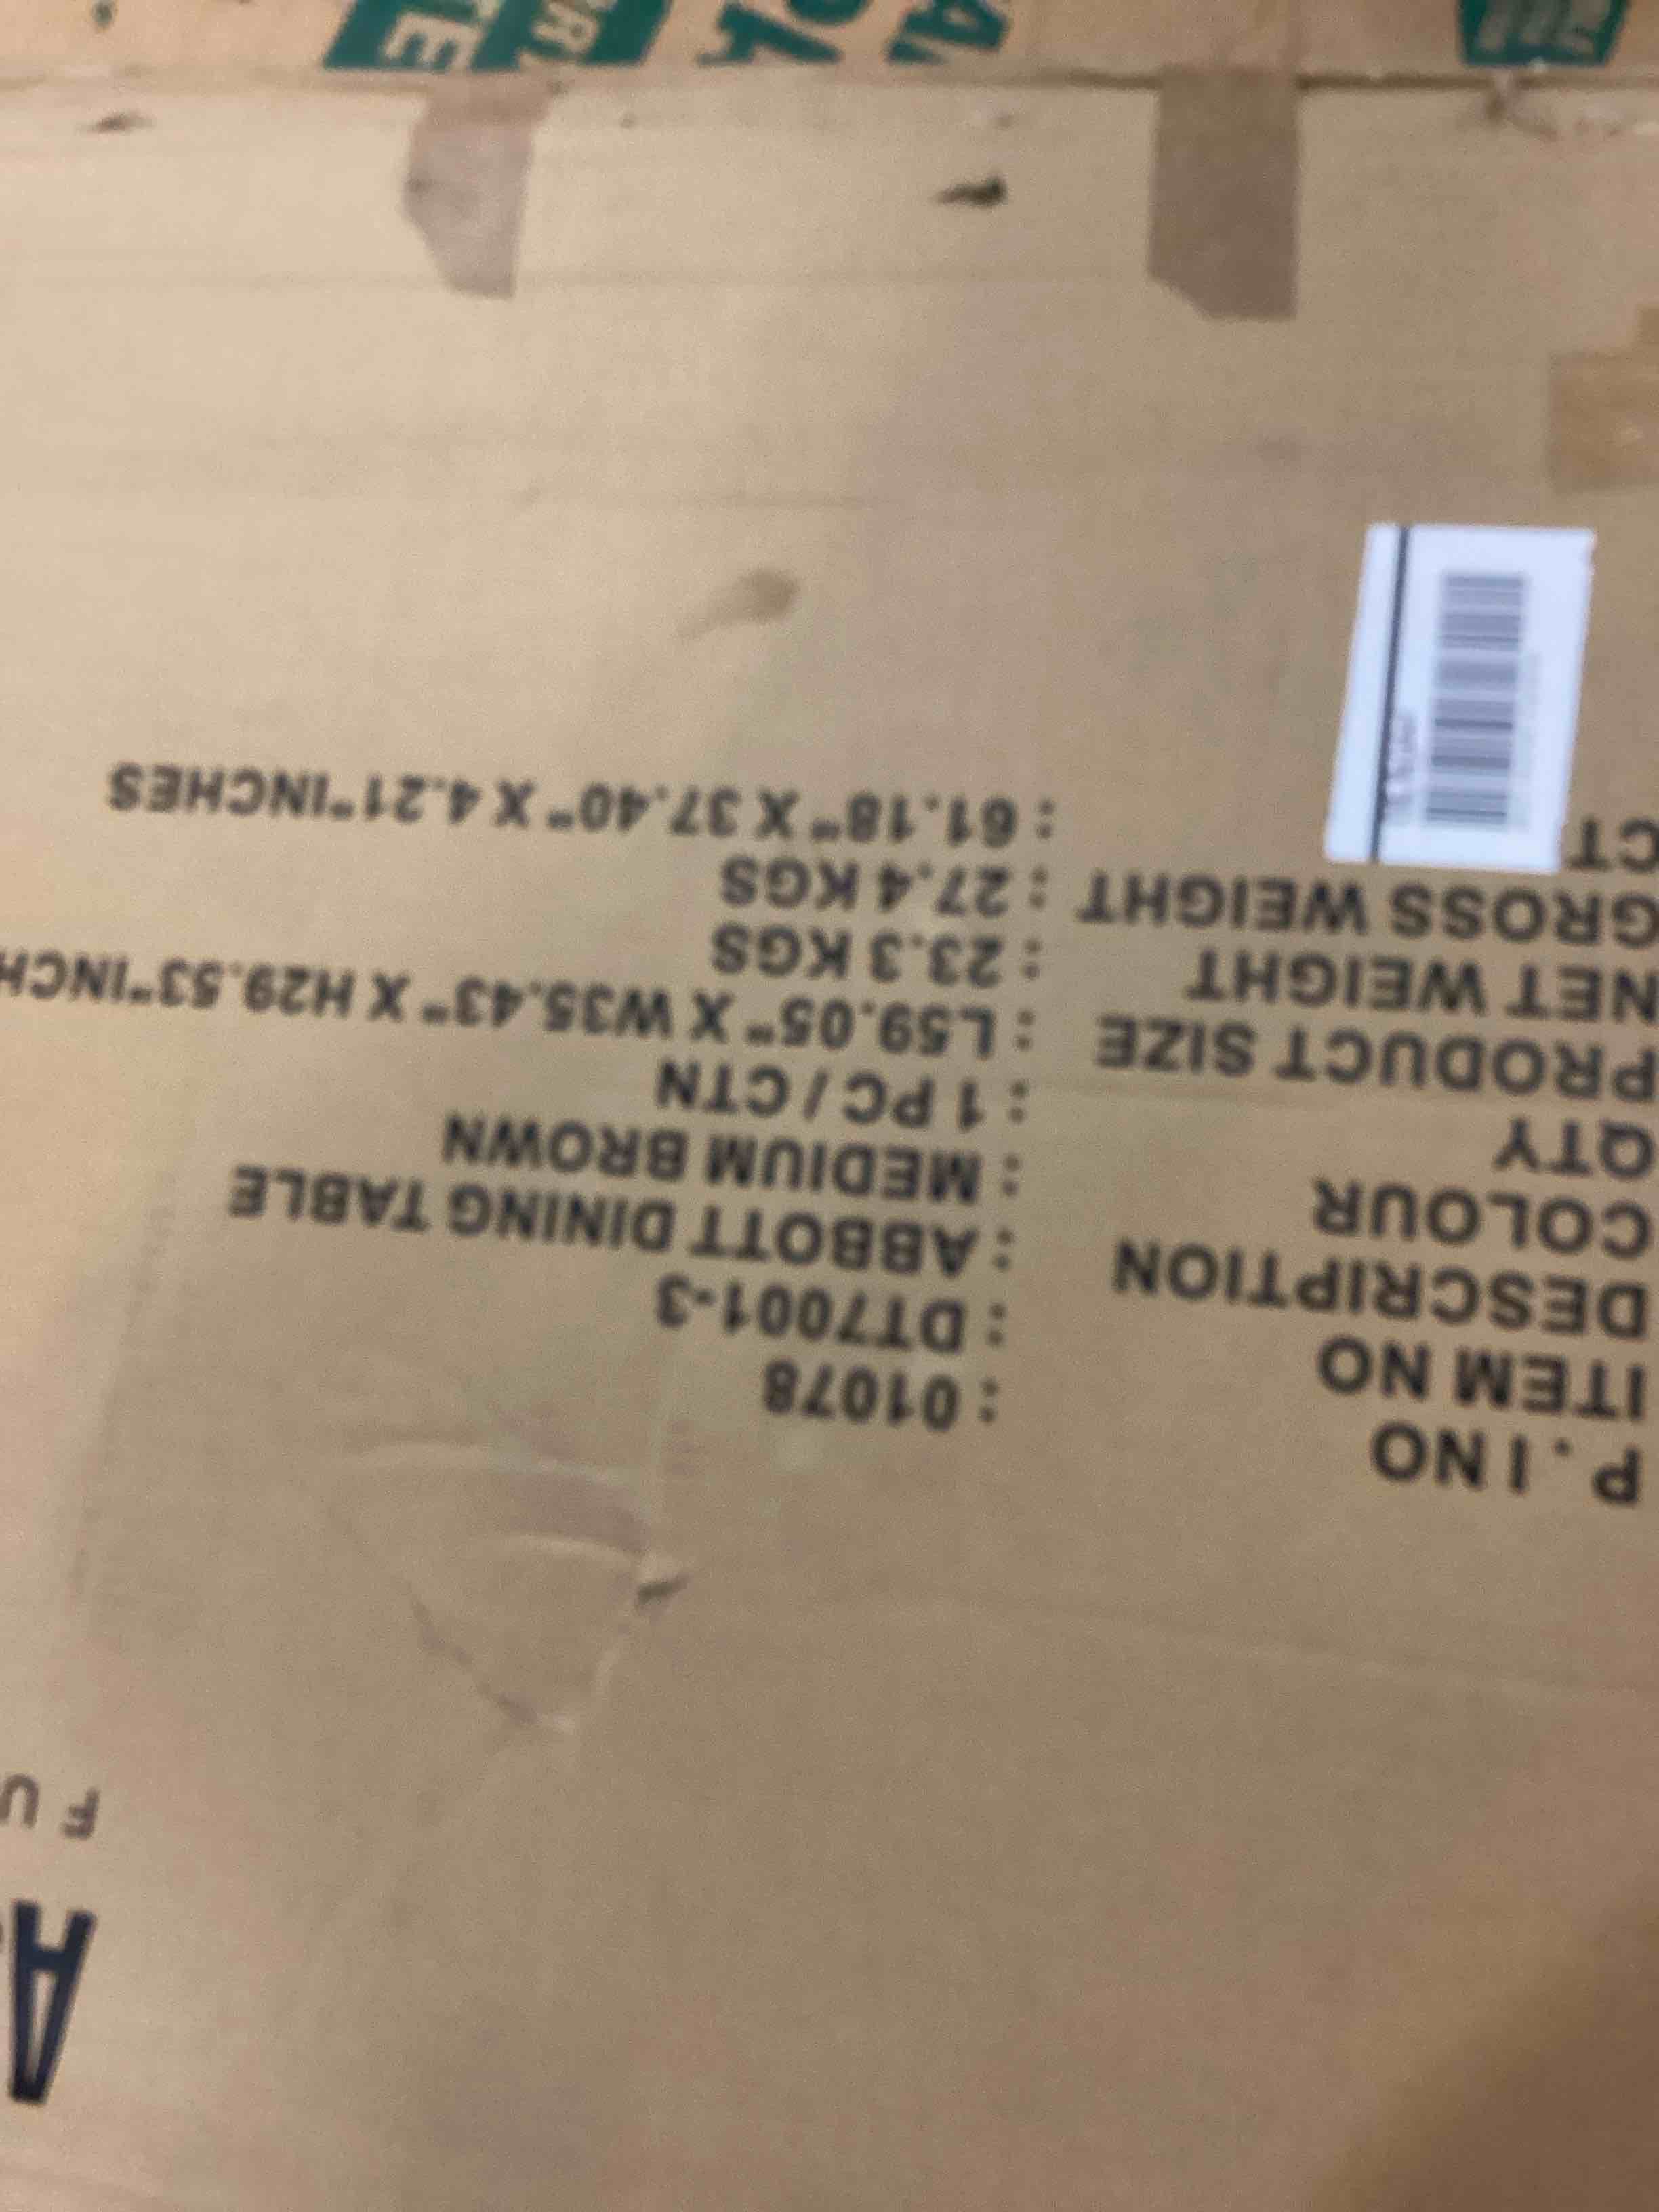 A
F U
P. I NO : 01078
ITEM NO : DT7001-3
DESCRIPTION : ABBOTT DINING TABLE
COLOUR : MEDIUM BROWN
QTY : 1 PC / CTN
PRODUCT SIZE : L59.05" X W35.43" X H29.53"INCH
NET WEIGHT : 23.3 KGS
GROSS WEIGHT : 27.4 KGS
CT : 61.18" X 37.40" X 4.21"INCHES